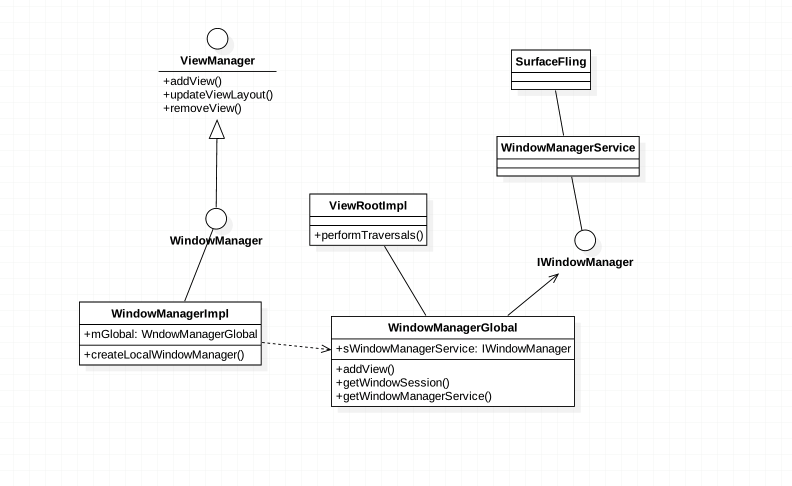 ViewManager
+addView()
+updateViewLayout()
+removeView()
SurfaceFling
WindowManagerService
ViewRootImpl
+performTraversals()
WindowManager
IWindowManager
WindowManagerImpl
+mGlobal: WndowManagerGlobal
+createLocalWindowManager()
WindowManagerGlobal
+sWindowManagerService: IWindowManager
+addView()
+getWindowSession()
+getWindowManagerService()